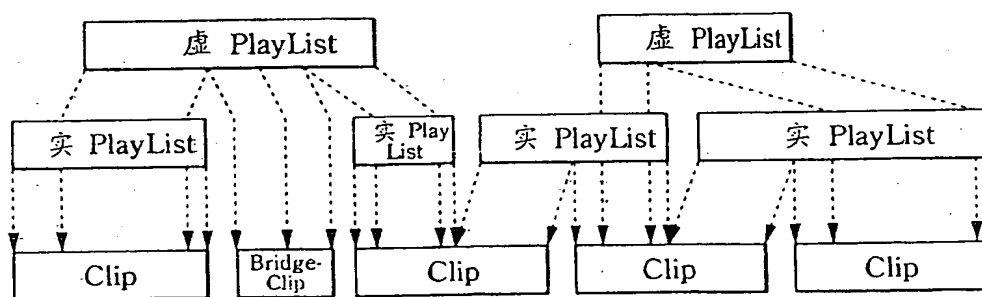 虚 PlayList
虚 PlayList
实 PlayList
实 Play
List
实 PlayList
实 PlayList
Clip
Bridge-
Clip
Clip
Clip
Clip